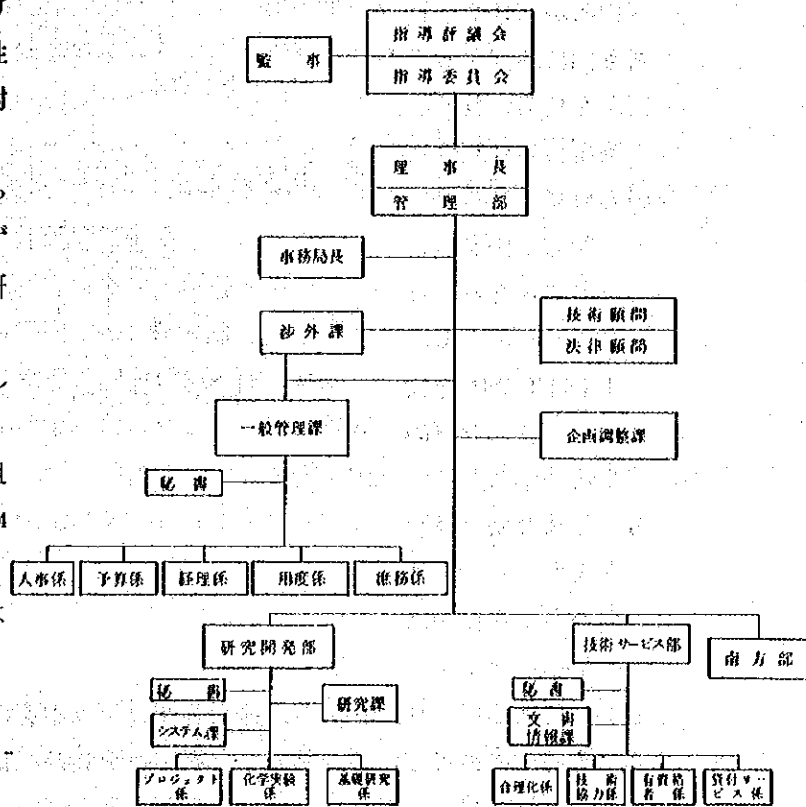 指導評議会
監事
指導委員会
理事長
管理部
事務局長
渉外課
技術顧問
法律顧問
一般管理課
企画調整課
秘書
人事係
予算係
経理係
用度係
庶務係
研究開発部
技術サービス部
南方部
秘書
研究課
秘書
システム課
文術
情報課
プロジェクト
係
化学実験
係
基礎研究
係
合理化係
技術
協力係
有資格
者係
貸付サー
ビス係